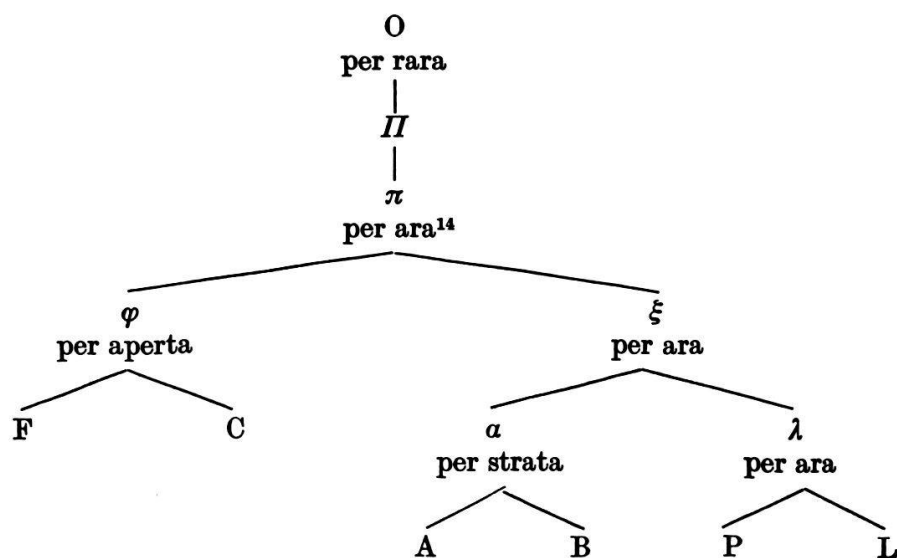 O
per rara
Π
π
per ara¹⁴
φ ξ
per aperta per ara
F C α λ
per strata per ara
A B P L